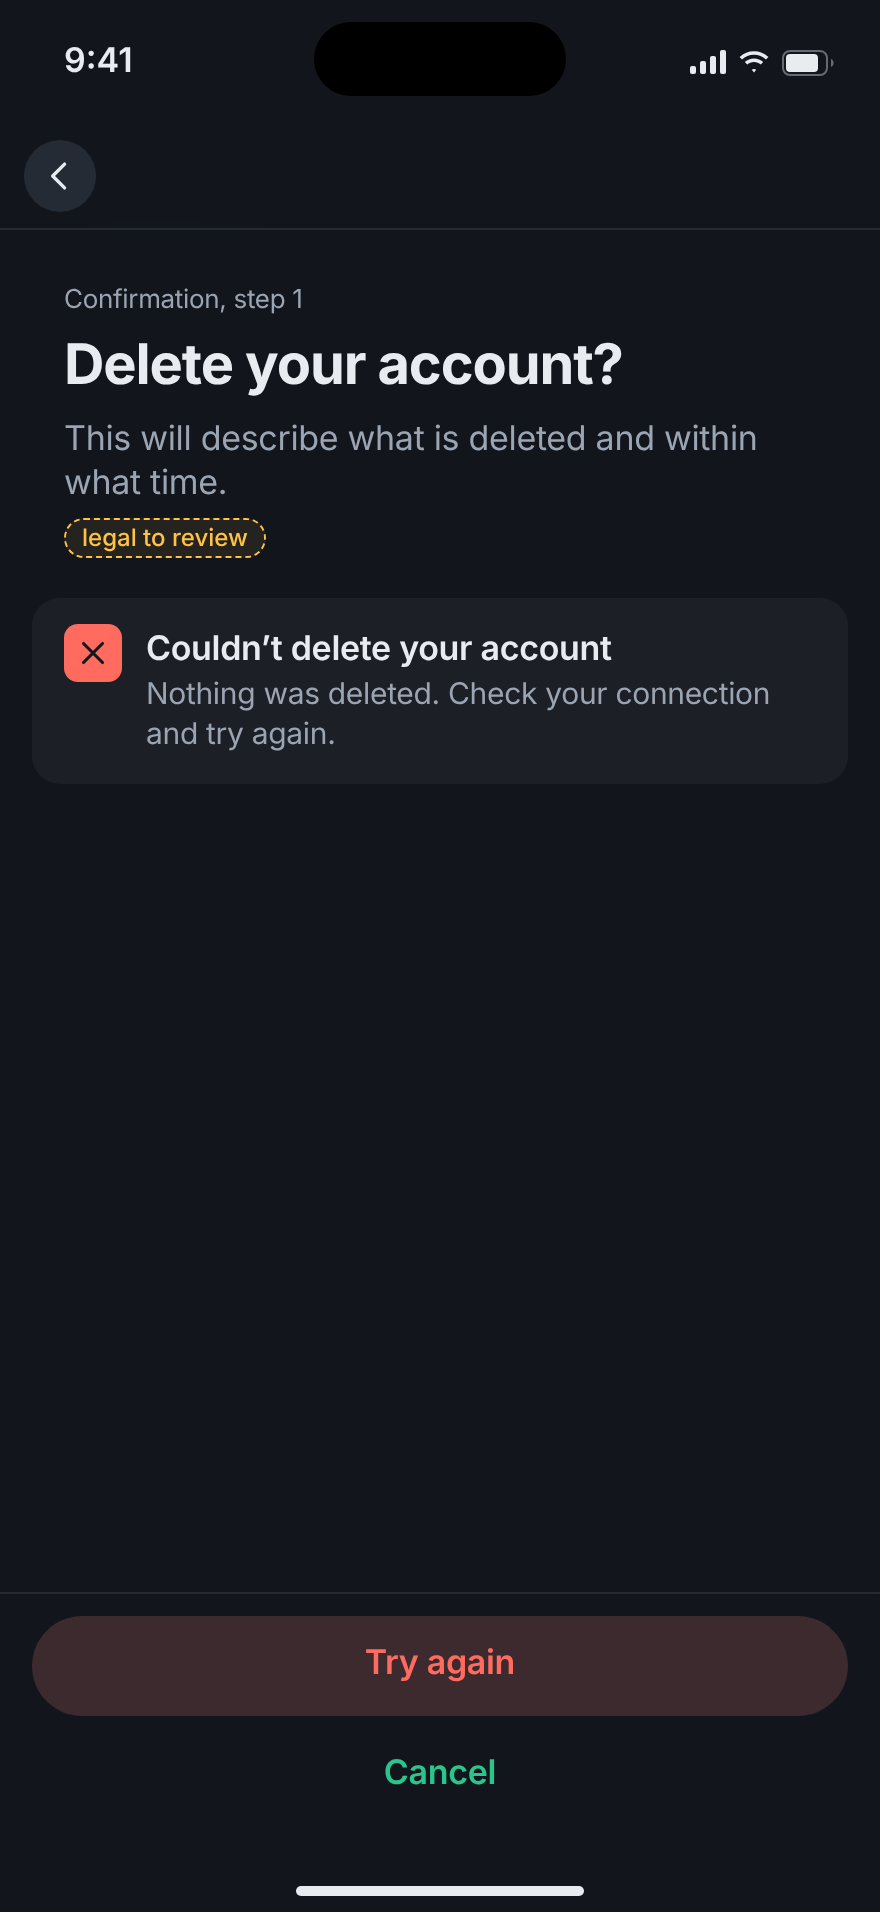 9:41
Confirmation, step 1
Delete your account?
This will describe what is deleted and within
what time.
legal to review
Couldn’t delete your account
Nothing was deleted. Check your connection
and try again.
Try again
Cancel